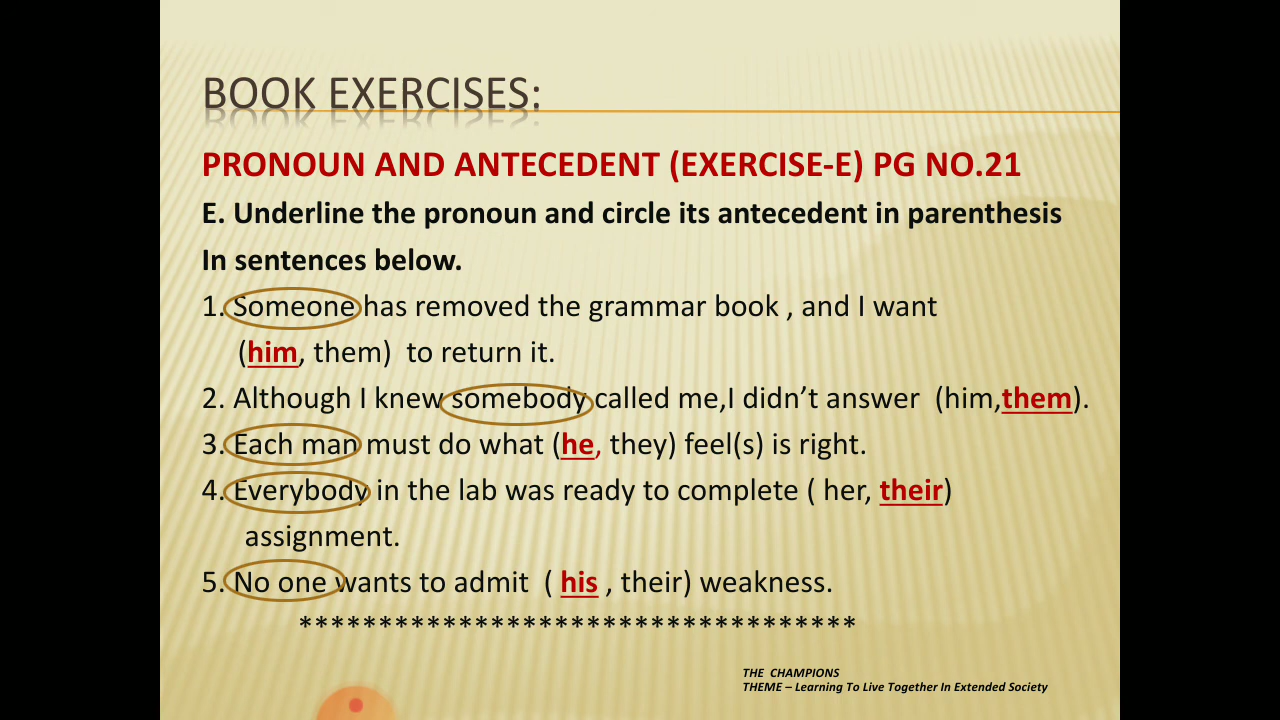 BOOK EXERCISES:
PRONOUN AND ANTECEDENT (EXERCISE-E) PG NO.21
E. Underline the pronoun and circle its antecedent in parenthesis
In sentences below.
1. Someone has removed the grammar book , and I want
(him, them) to return it.
2. Although I knew somebody called me,I didn’t answer (him,them).
3. Each man must do what (he, they) feel(s) is right.
4. Everybody in the lab was ready to complete ( her, their)
assignment.
5. No one wants to admit ( his , their) weakness.
***********************************
THE CHAMPIONS
THEME – Learning To Live Together In Extended Society